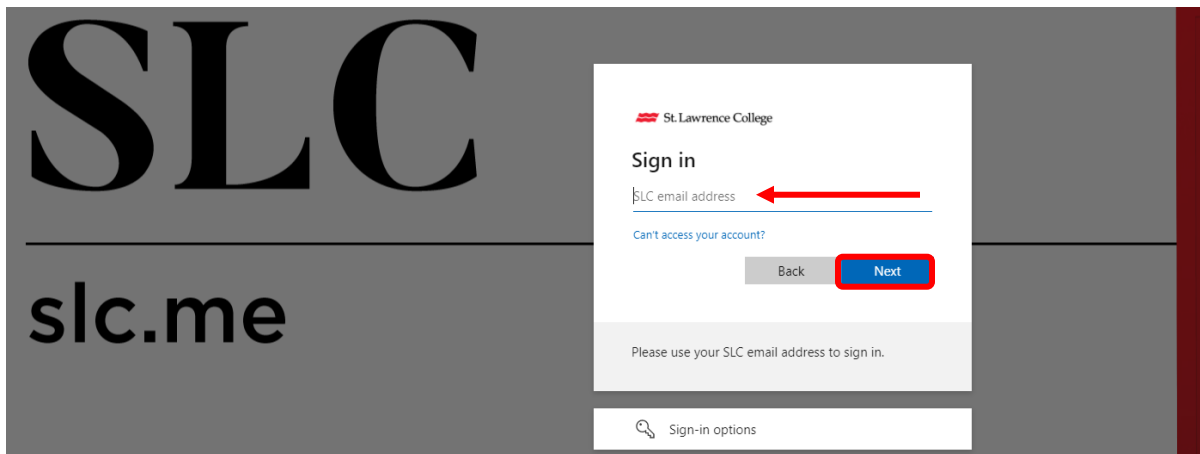 SLC
slc.me
St. Lawrence College
Sign in
SLC email address
Can't access your account?
Back
Next
Please use your SLC email address to sign in.
Sign-in options